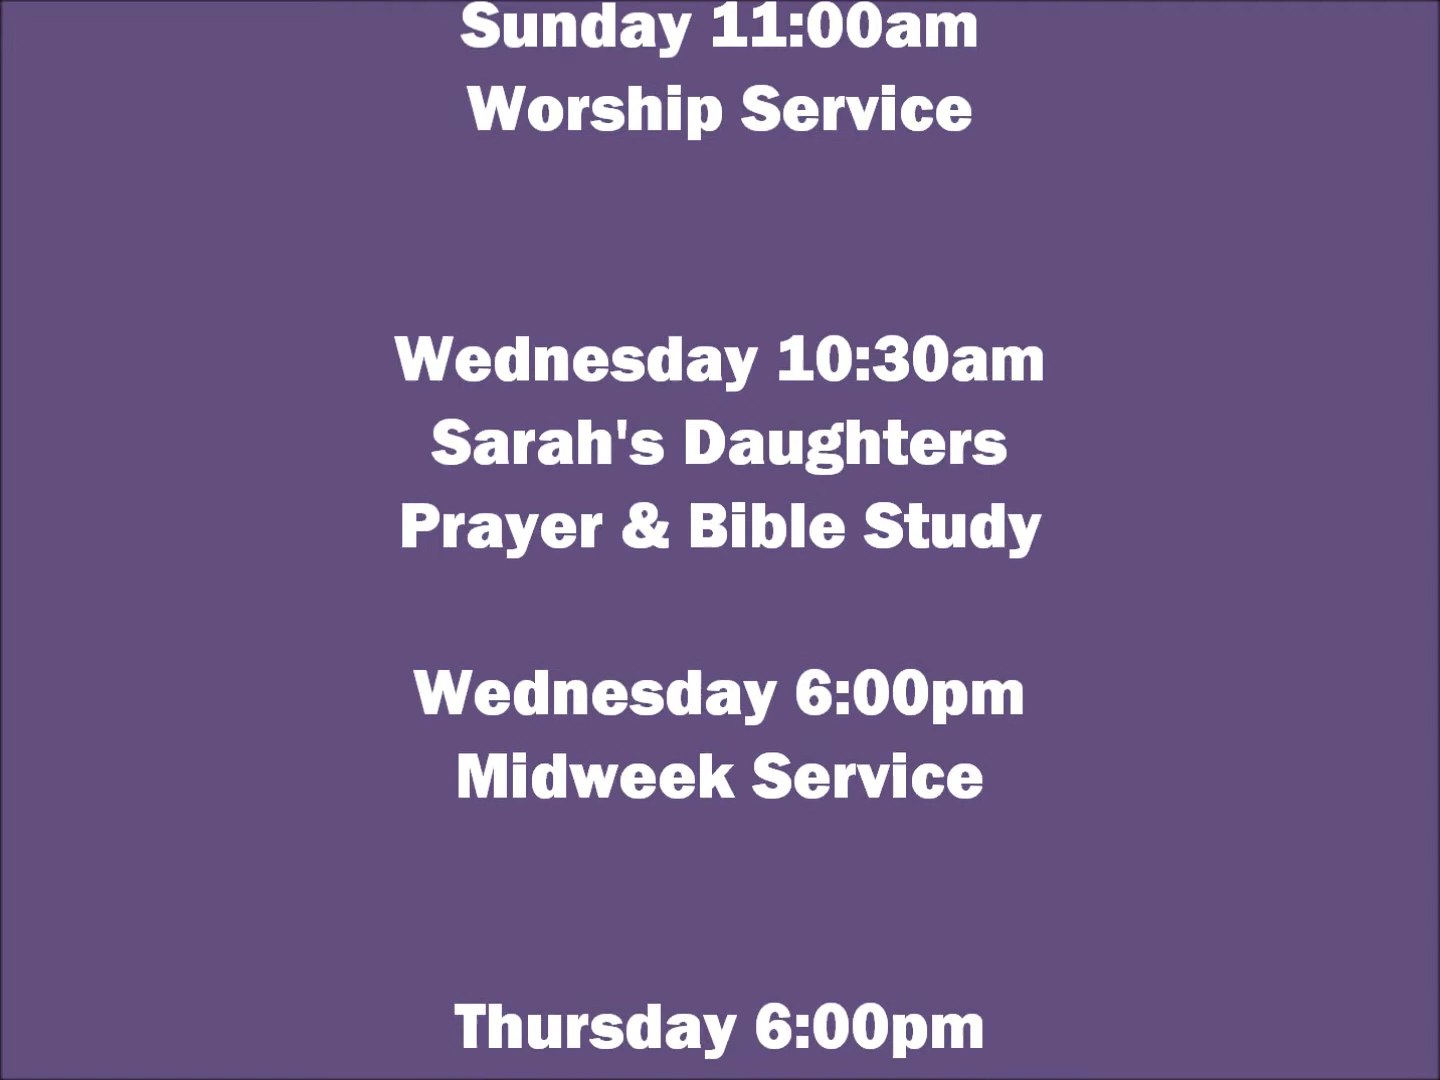 Sunday 11:00am
Worship Service
Wednesday 10:30am
Sarah's Daughters
Prayer & Bible Study
Wednesday 6:00pm
Midweek Service
Thursday 6:00pm